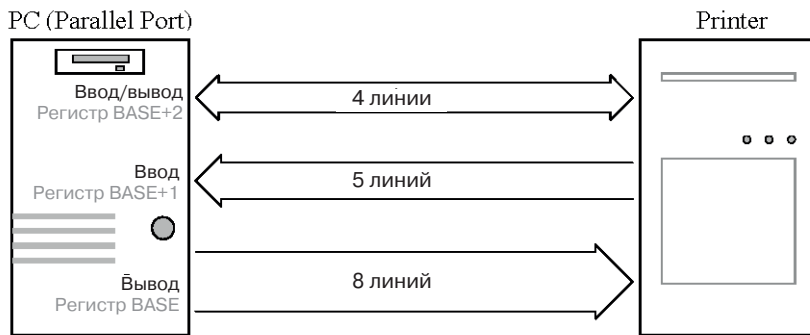 PC (Parallel Port)
Printer
Ввод/вывод
Регистр BASE+2
4 линии
Ввод
Регистр BASE+1
5 линий
Вывод
Регистр BASE
8 линий